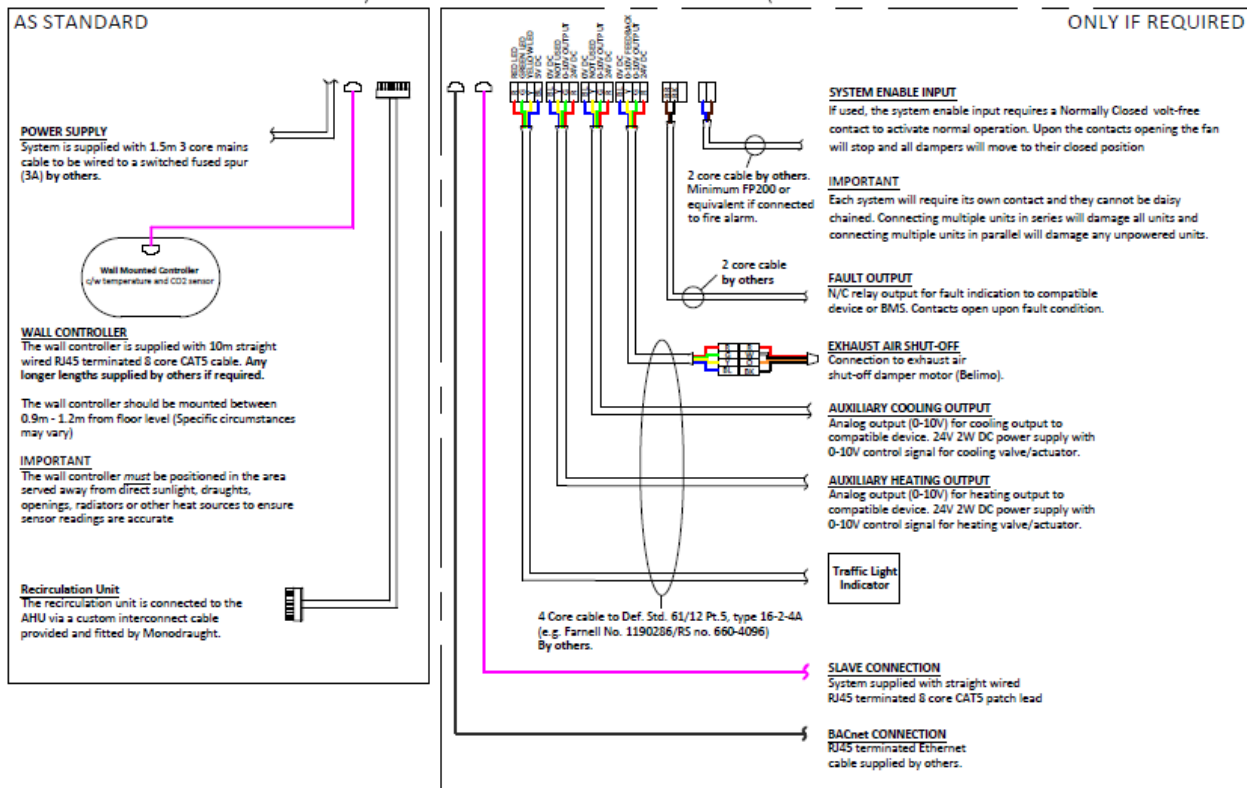 AS STANDARD
POWER SUPPLY
System is supplied with 1.5m 3 core mains
cable to be wired to a switched fused spur
(3A) by others.
Wall Mounted Controller
c/w temperature and CO2 sensor
WALL CONTROLLER
The wall controller is supplied with 10m straight
wired RJ45 terminated 8 core CAT5 cable. Any
longer lengths supplied by others if required.
The wall controller should be mounted between
0.9m - 1.2m from floor level (Specific circumstances
may vary)
IMPORTANT
The wall controller must be positioned in the area
served away from direct sunlight, draughts,
openings, radiators or other heat sources to ensure
sensor readings are accurate
Recirculation Unit
The recirculation unit is connected to the
AHU via a custom interconnect cable
provided and fitted by Monodraught.
ONLY IF REQUIRED
RED LED
GREEN LED
YELLOW LED
5V DC
0V DC
NOT USED
0-10V OUTPUT
24V DC
0V DC
NOT USED
0-10V OUTPUT
24V DC
0V DC
0-10V FEEDBACK
0-10V OUTPUT
24V DC
R
G
Y
BL
BL
Y
G
R
BL
Y
G
R
BL
Y
G
R
BR
BK
2 core cable by others.
Minimum FP200 or
equivalent if connected
to fire alarm.
2 core cable
by others
SYSTEM ENABLE INPUT
If used, the system enable input requires a Normally Closed volt-free
contact to activate normal operation. Upon the contacts opening the fan
will stop and all dampers will move to their closed position
IMPORTANT
Each system will require its own contact and they cannot be daisy
chained. Connecting multiple units in series will damage all units and
connecting multiple units in parallel will damage any unpowered units.
FAULT OUTPUT
N/C relay output for fault indication to compatible
device or BMS. Contacts open upon fault condition.
R R
G W
Y O
BL BK
EXHAUST AIR SHUT-OFF
Connection to exhaust air
shut-off damper motor (Belimo).
AUXILIARY COOLING OUTPUT
Analog output (0-10V) for cooling output to
compatible device. 24V 2W DC power supply with
0-10V control signal for cooling valve/actuator.
AUXILIARY HEATING OUTPUT
Analog output (0-10V) for heating output to
compatible device. 24V 2W DC power supply with
0-10V control signal for heating valve/actuator.
Traffic Light
Indicator
4 Core cable to Def. Std. 61/12 Pt.5, type 16-2-4A
(e.g. Farnell No. 1190286/RS no. 660-4096)
By others.
SLAVE CONNECTION
System supplied with straight wired
RJ45 terminated 8 core CAT5 patch lead
BACnet CONNECTION
RJ45 terminated Ethernet
cable supplied by others.